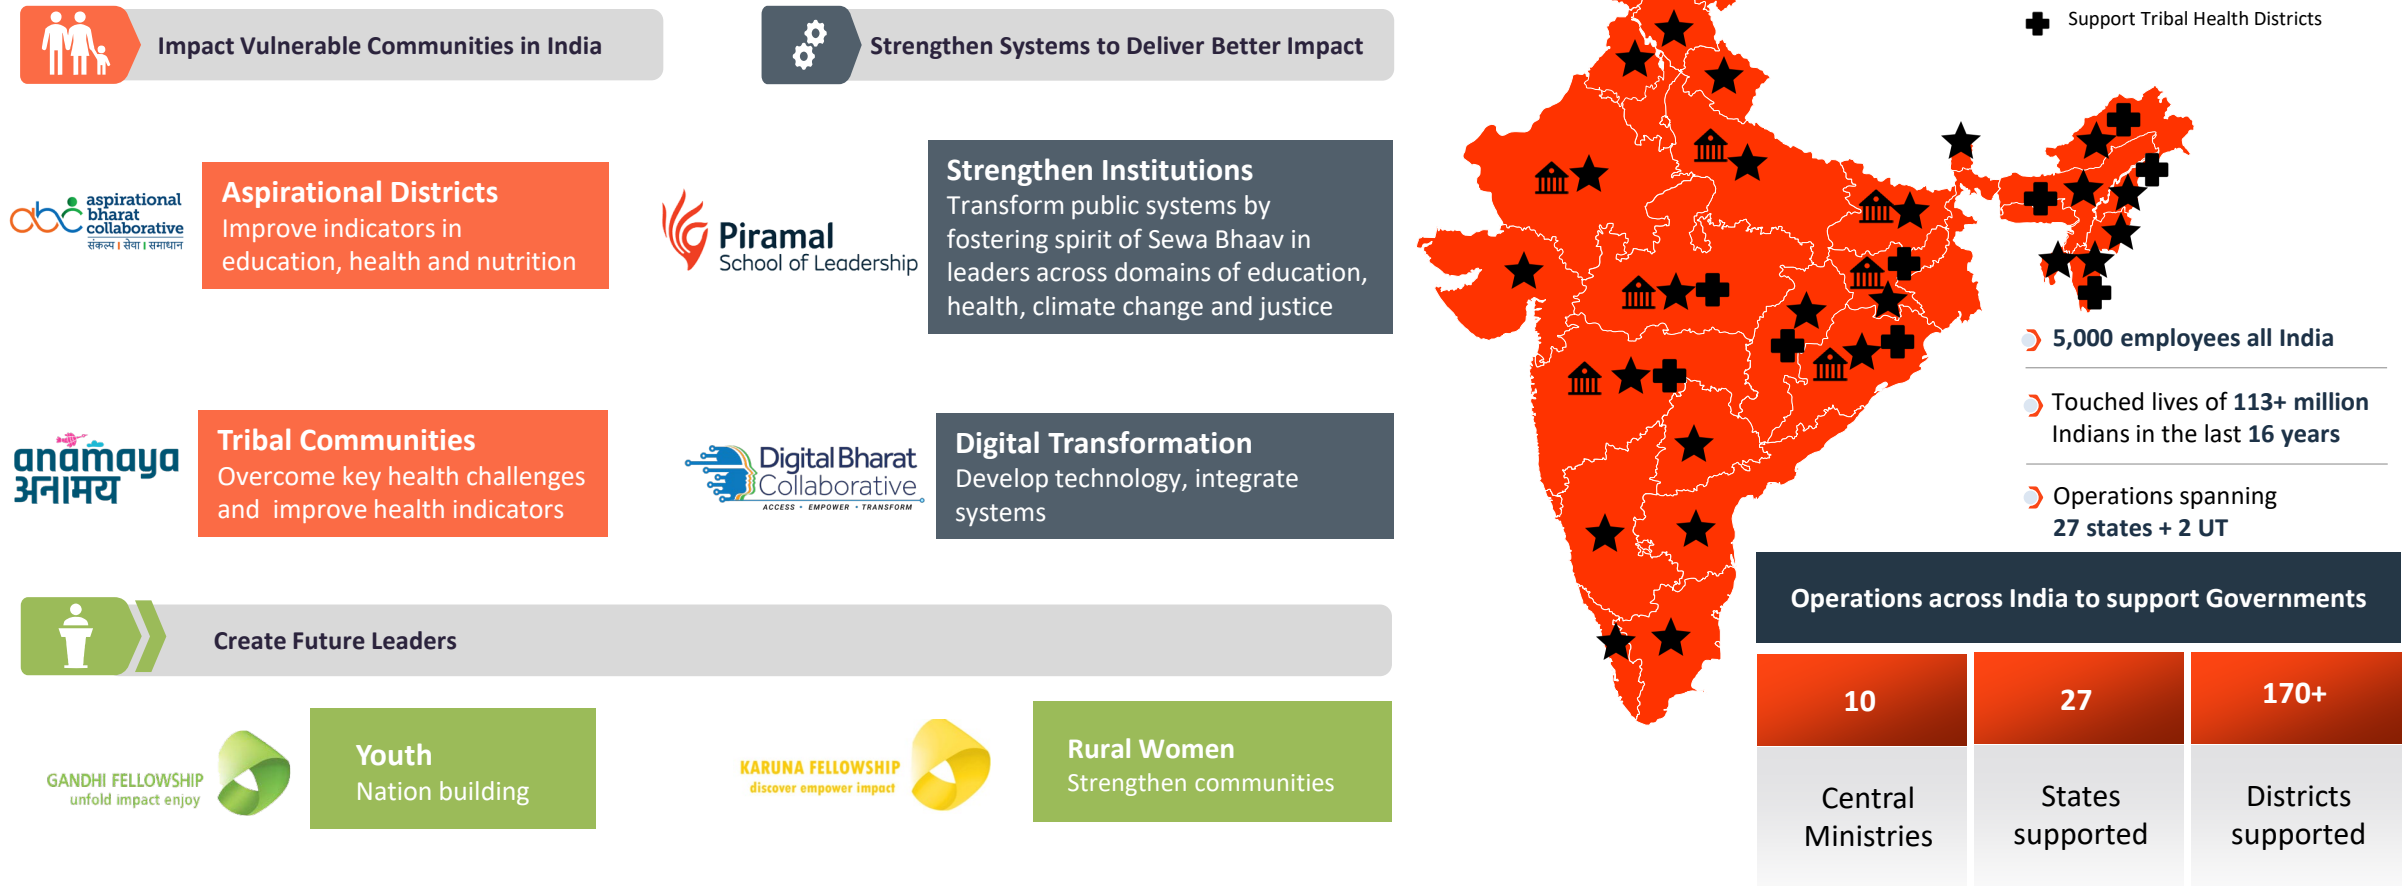 Impact Vulnerable Communities in India
Strengthen Systems to Deliver Better Impact
aspirational
bharat
collaborative
संकल्प | सेवा | समाधान
Aspirational Districts
Improve indicators in
education, health and nutrition
Piramal
School of Leadership
Strengthen Institutions
Transform public systems by
fostering spirit of Sewa Bhaav in
leaders across domains of education,
health, climate change and justice
anamaya
अनामय
Tribal Communities
Overcome key health challenges
and improve health indicators
Digital Bharat
Collaborative
ACCESS • EMPOWER • TRANSFORM
Digital Transformation
Develop technology, integrate
systems
Create Future Leaders
GANDHI FELLOWSHIP
unfold impact enjoy
Youth
Nation building
KARUNA FELLOWSHIP
discover empower impact
Rural Women
Strengthen communities
Support Tribal Health Districts
5,000 employees all India
Touched lives of 113+ million
Indians in the last 16 years
Operations spanning
27 states + 2 UT
Operations across India to support Governments
10
27
170+
Central
Ministries
States
supported
Districts
supported